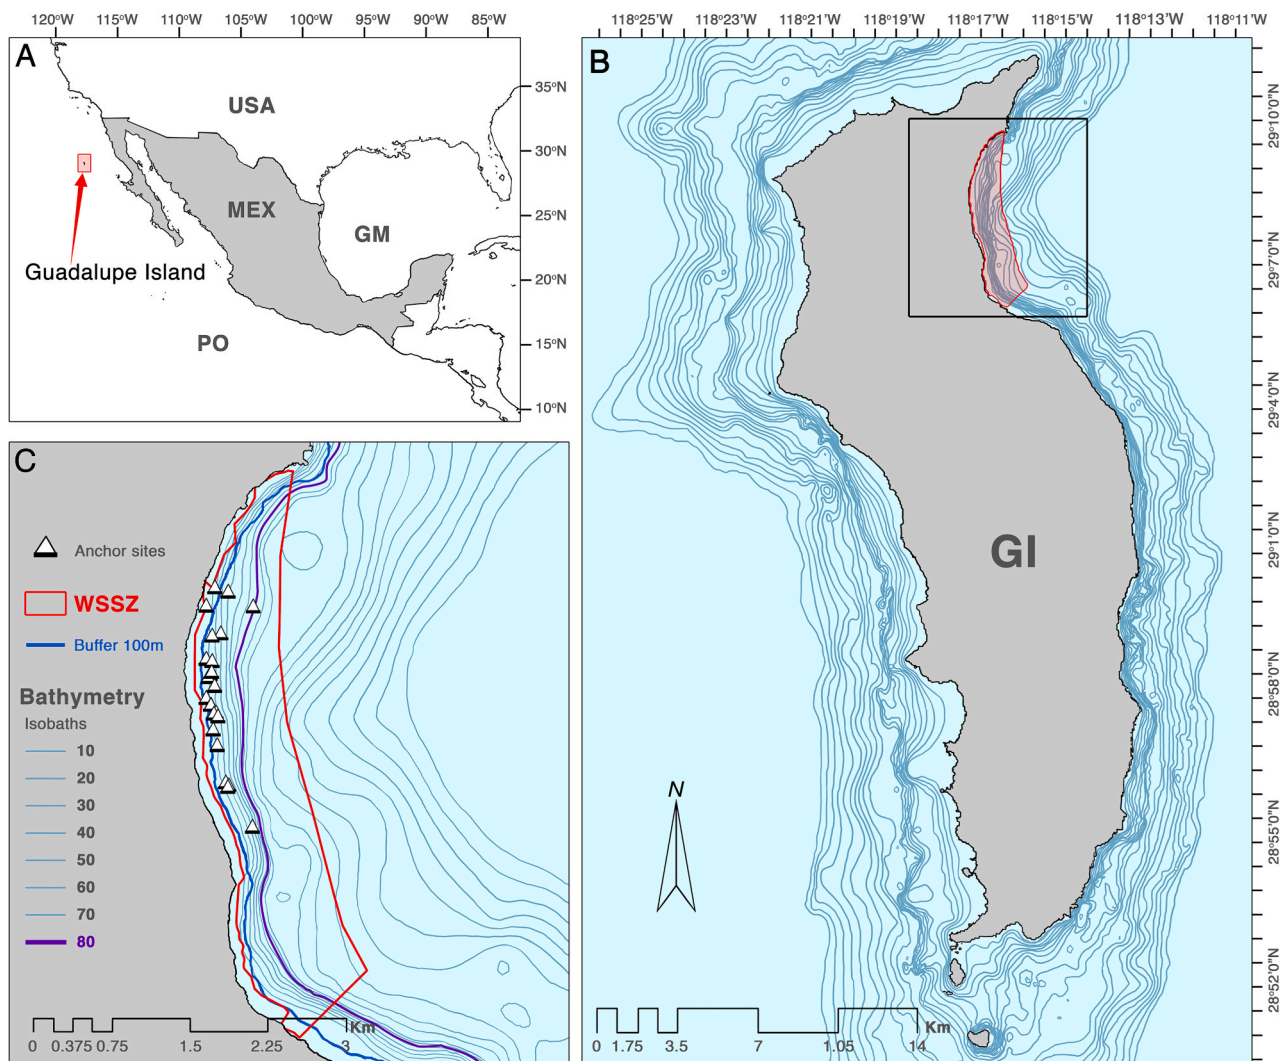 120°W 115°W 110°W 105°W 100°W 95°W 90°W 85°W
A
USA
MEX
GM
PO
Guadalupe Island
35°N
30°N
25°N
20°N
15°N
10°N
118°25'W 118°23'W 118°21'W 118°19'W 118°17'W 118°15'W 118°13'W 118°11'W
B
GI
N
29°10'0"N
29°7'0"N
29°4'0"N
29°1'0"N
28°58'0"N
28°55'0"N
28°52'0"N
0 1.75 3.5 7 1.05 14
Km
C
Anchor sites
WSSZ
Buffer 100m
Bathymetry
Isobaths
10
20
30
40
50
60
70
80
Km
0 0.375 0.75 1.5 2.25 3